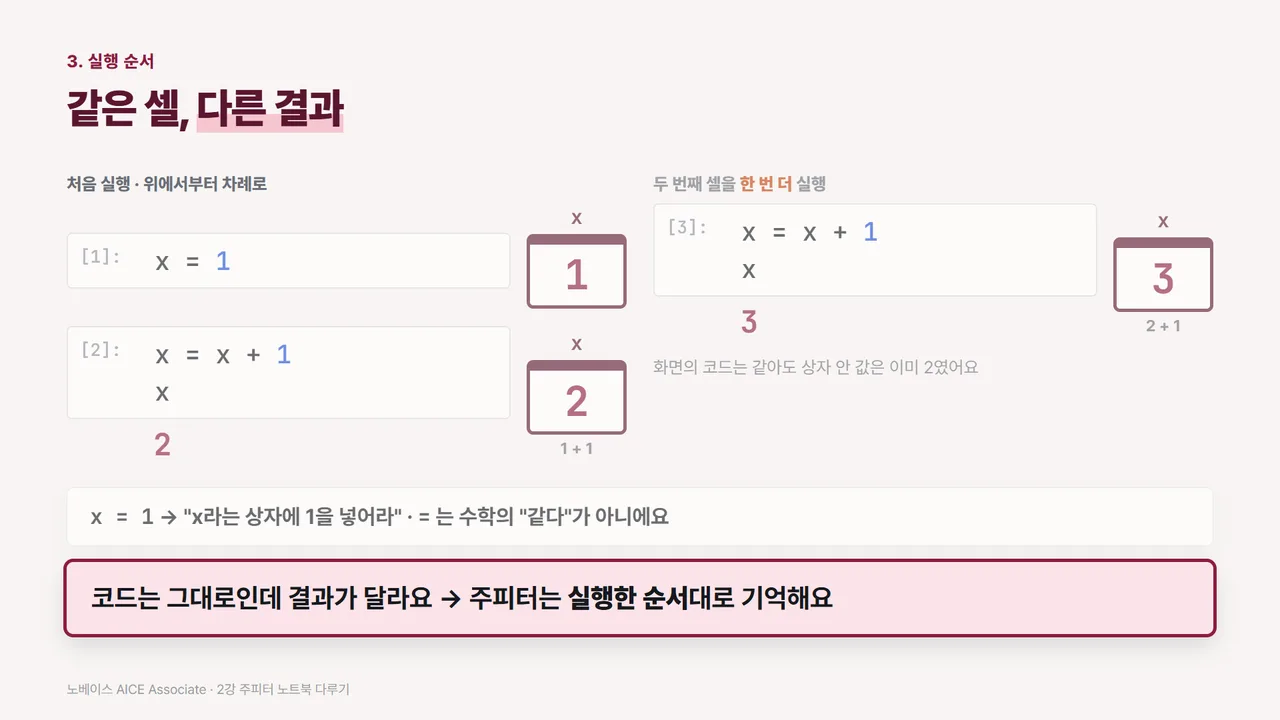 3. 실행 순서
같은 셀, 다른 결과
처음 실행 · 위에서부터 차례로
[1]: x = 1
x
1
[2]: x = x + 1
x
2
x
2
1 + 1
두 번째 셀을 한 번 더 실행
[3]: x = x + 1
x
3
x
3
2 + 1
화면의 코드는 같아도 상자 안 값은 이미 2였어요
x = 1 → "x라는 상자에 1을 넣어라" · = 는 수학의 "같다"가 아니에요
코드는 그대로인데 결과가 달라요 → 주피터는 실행한 순서대로 기억해요
노베이스 AICE Associate · 2강 주피터 노트북 다루기